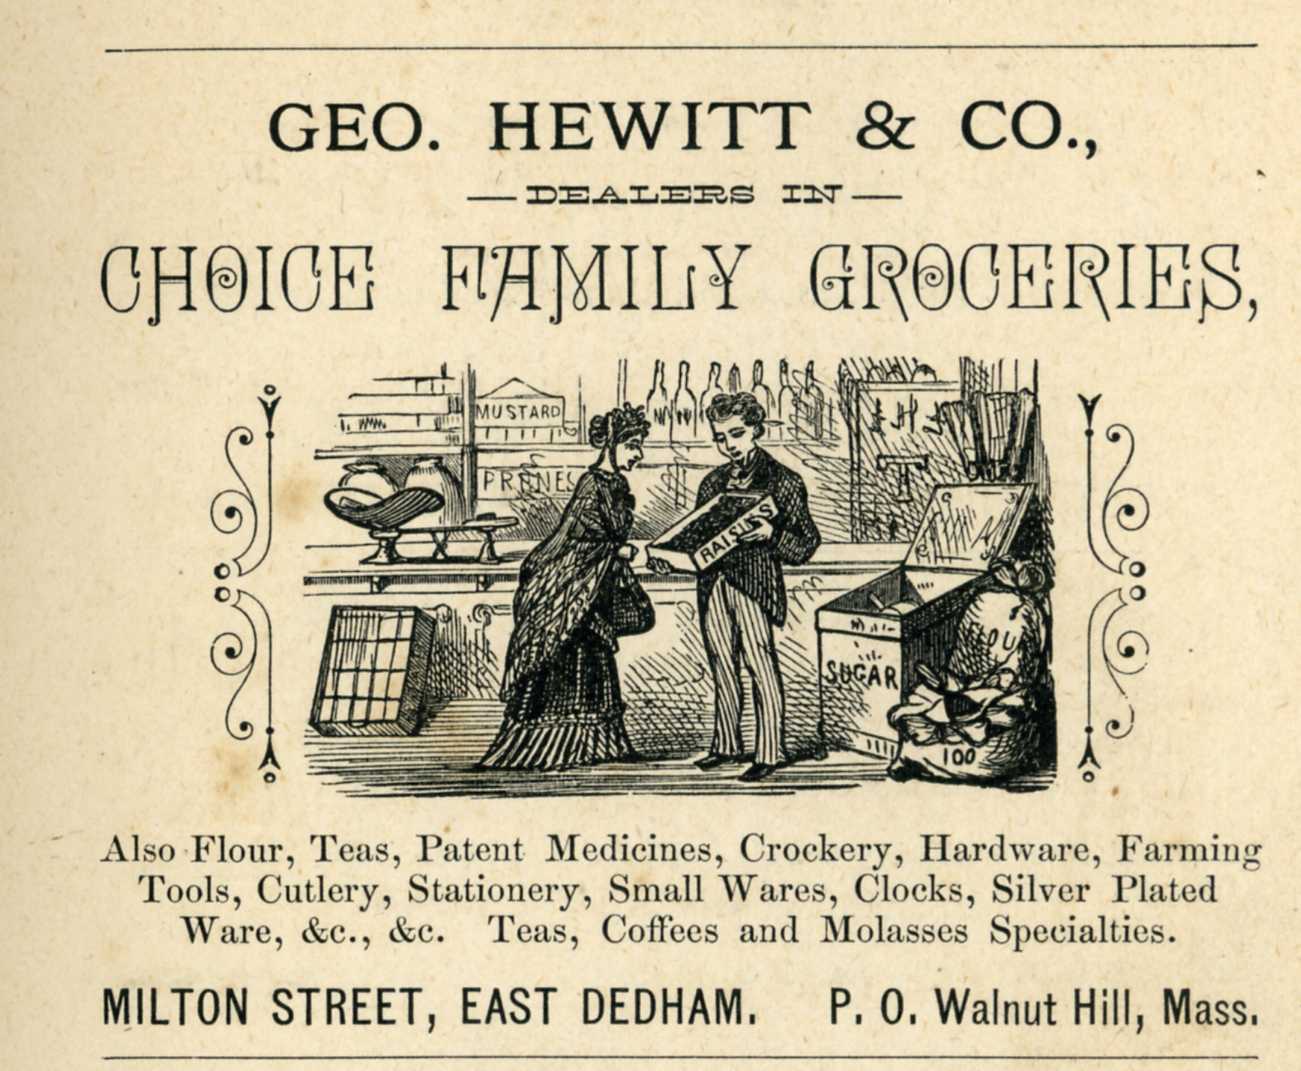 GEO. HEWITT & CO.,
— DEALERS IN —
CHOICE FAMILY GROCERIES,
MUSTARD
PRUNES
RAISINS
SUGAR
100
Also Flour, Teas, Patent Medicines, Crockery, Hardware, Farming
Tools, Cutlery, Stationery, Small Wares, Clocks, Silver Plated
Ware, &c., &c. Teas, Coffees and Molasses Specialties.
MILTON STREET, EAST DEDHAM. P. O. Walnut Hill, Mass.